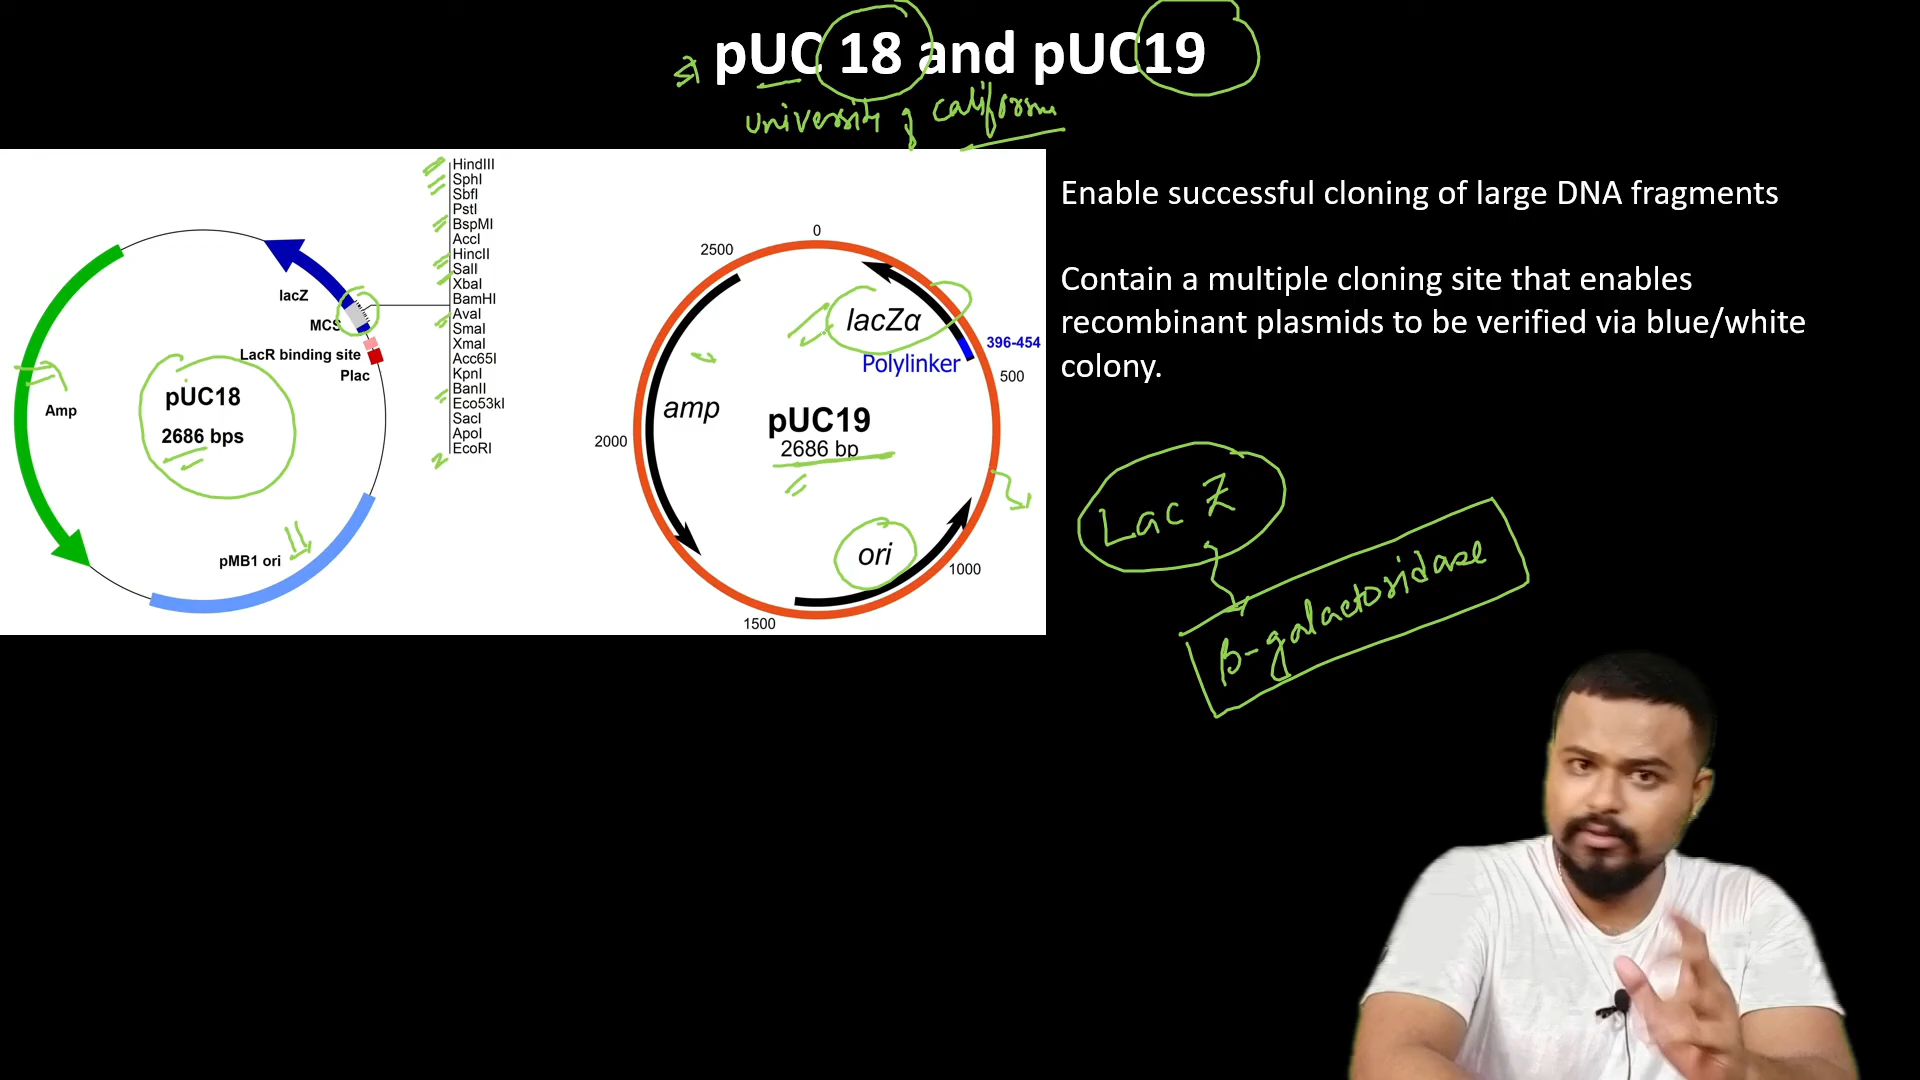 pUC 18 and pUC19
university of California
HindIII
SphI
SbfI
PstI
BspMI
AccI
HincII
SalI
XbaI
BamHI
AvaI
SmaI
XmaI
Acc65I
KpnI
BanII
Eco53kI
SacI
ApoI
EcoRI
lacZ
MCS
LacR binding site
Plac
pUC18
2686 bps
Amp
pMB1 ori
0
2500
lacZα
396-454
Polylinker
500
amp
pUC19
2686 bp
2000
ori
1000
1500
Enable successful cloning of large DNA fragments
Contain a multiple cloning site that enables
recombinant plasmids to be verified via blue/white
colony.
Lac Z
β-galactosidase